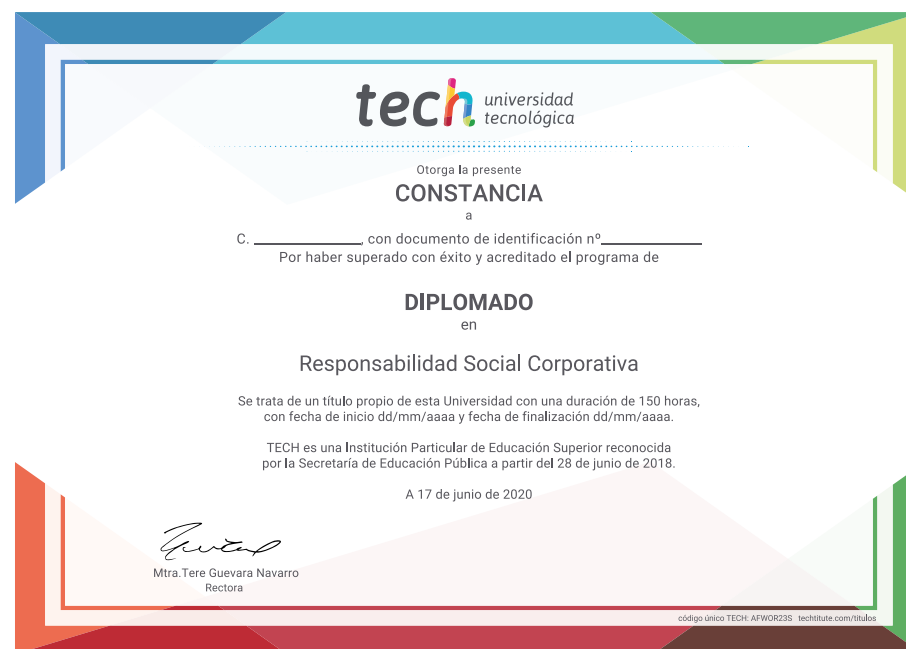 tech universidad
tecnológica
Otorga la presente
CONSTANCIA
a
C. ______________, con documento de identificación nº_____________
Por haber superado con éxito y acreditado el programa de
DIPLOMADO
en
Responsabilidad Social Corporativa
Se trata de un título propio de esta Universidad con una duración de 150 horas,
con fecha de inicio dd/mm/aaaa y fecha de finalización dd/mm/aaaa.
TECH es una Institución Particular de Educación Superior reconocida
por la Secretaría de Educación Pública a partir del 28 de junio de 2018.
A 17 de junio de 2020
Mtra.Tere Guevara Navarro
Rectora
código único TECH: AFWOR23S techtitute.com/titulos